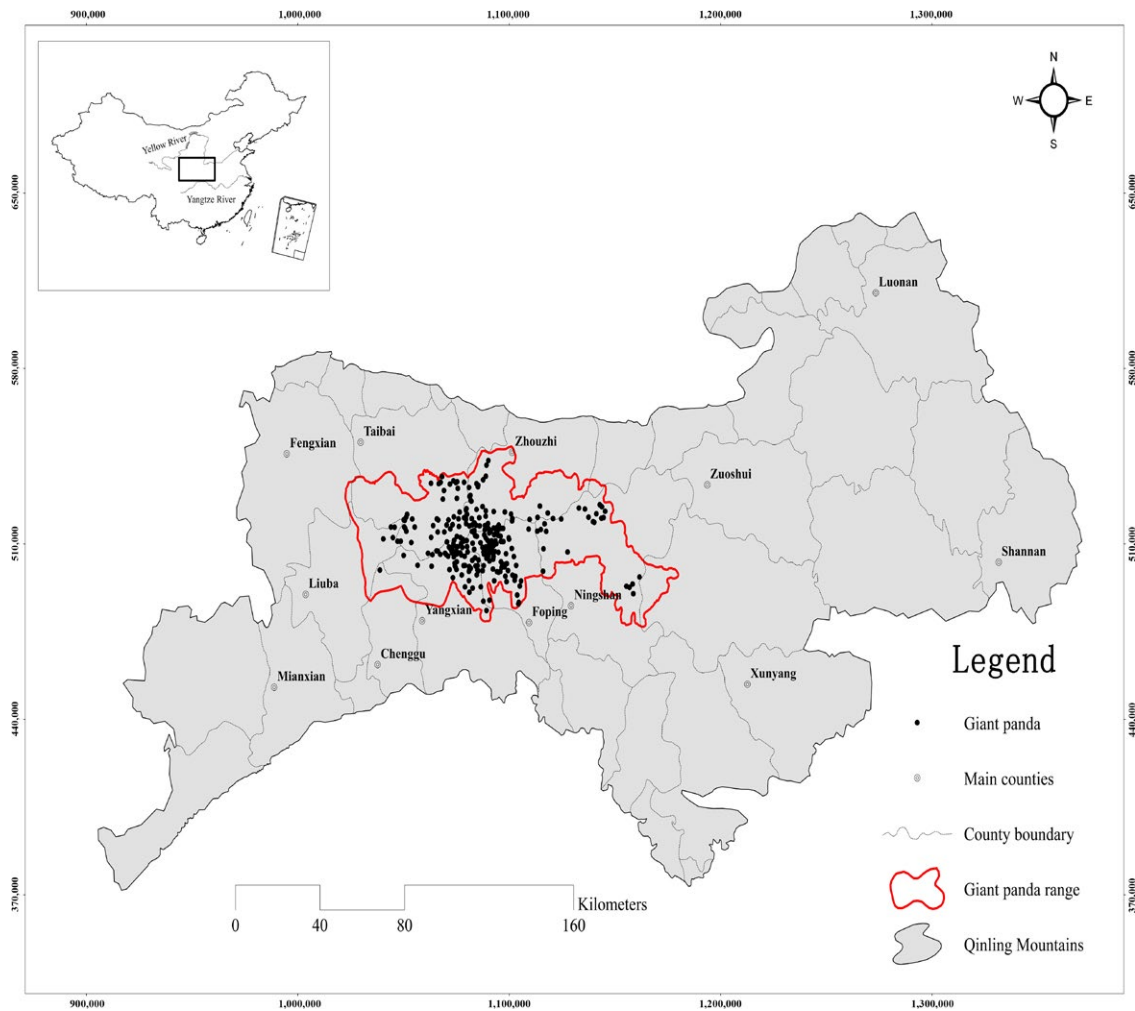 900,000 1,000,000 1,100,000 1,200,000 1,300,000
N
W E
S
Yellow River
Yangtze River
650,000 650,000
Luonan
580,000 580,000
Taibai
Fengxian
Zhouzhi
Zuoshui
510,000 510,000
Shannan
Liuba
Ningshan
Yangxian
Foping
Chenggu
Mianxian
Xunyang
Legend
Giant panda
440,000 440,000
Main counties
County boundary
Giant panda range
370,000 370,000
Kilometers
0 40 80 160
Qinling Mountains
900,000 1,000,000 1,100,000 1,200,000 1,300,000